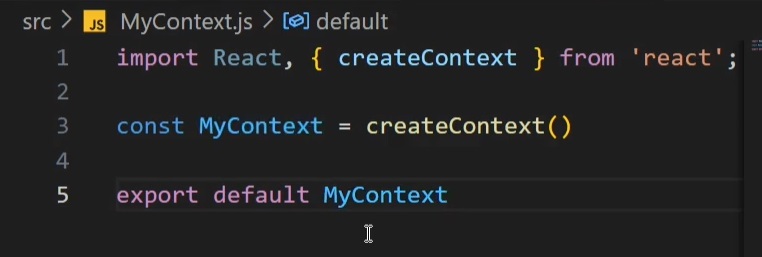 src > JS MyContext.js > default
1 import React, { createContext } from 'react';
2
3 const MyContext = createContext()
4
5 export default MyContext